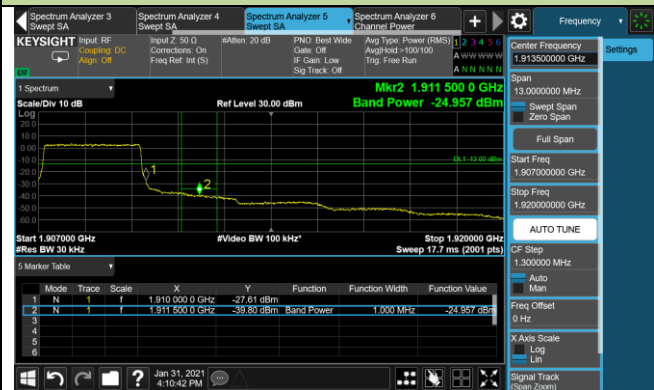 Spectrum Analyzer 3
Swept SA
Spectrum Analyzer 4
Swept SA
Spectrum Analyzer 5
Swept SA
Spectrum Analyzer 6
Channel Power
Frequency
KEYSIGHT
Input: RF
Coupling: DC
Align: Off
Input Z: 50 Ω
Corrections: On
Freq Ref: Int (S)
#Atten: 20 dB
PNO: Best Wide
Gate: Off
IF Gain: Low
Sig Track: Off
Avg Type: Power (RMS)
Avg|Hold:>100/100
Trig: Free Run
1 2 3 4 5 6
A W W W W W
A N N N N N
1 Spectrum
Scale/Div 10 dB
Ref Level 30.00 dBm
Mkr2 1.911 500 0 GHz
Band Power -24.957 dBm
Log
20.0
10.0
0.00
-10.0
-20.0
-30.0
-40.0
-50.0
-60.0
DL1 -13.00 dBm
1
2
Start 1.907000 GHz
#Res BW 30 kHz
#Video BW 100 kHz*
Stop 1.920000 GHz
Sweep 17.7 ms (2001 pts)
5 Marker Table
Mode Trace Scale X Y Function Function Width Function Value
1 N 1 f 1.910 000 0 GHz -27.61 dBm
2 N 1 f 1.911 500 0 GHz -39.80 dBm Band Power 1.000 MHz -24.957 dBm
3
4
5
6
Jan 31, 2021
4:10:42 PM
Center Frequency
1.913500000 GHz
Settings
Span
13.0000000 MHz
Swept Span
Zero Span
Full Span
Start Freq
1.907000000 GHz
Stop Freq
1.920000000 GHz
AUTO TUNE
CF Step
1.300000 MHz
Auto
Man
Freq Offset
0 Hz
X Axis Scale
Log
Lin
Signal Track
(Span Zoom)